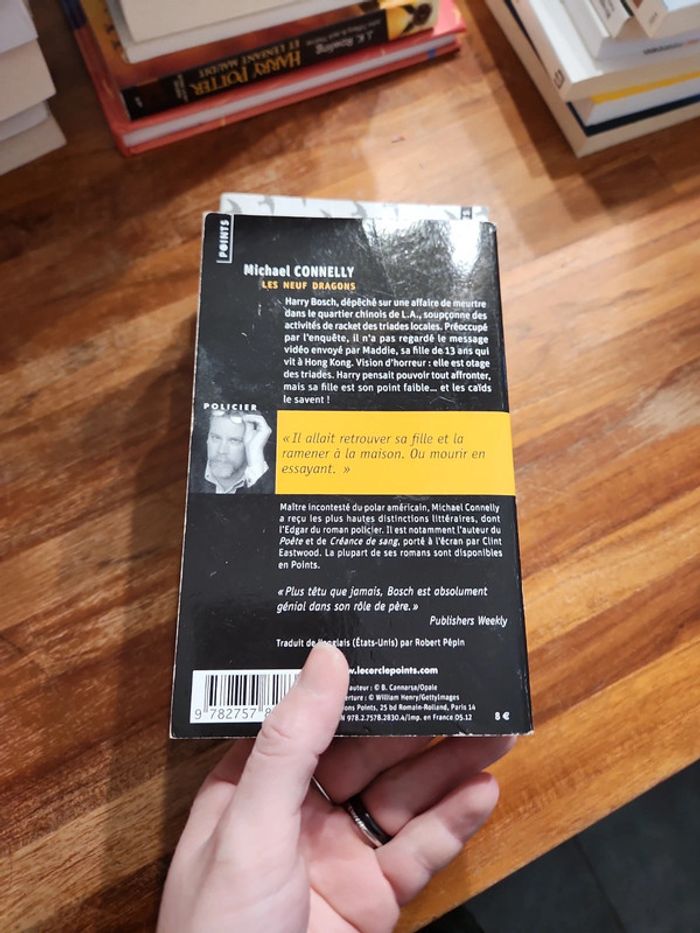 J.K. Rowling
HARRY POTTER
ET L'ENFANT MAUDIT
POINTS
Michael CONNELLY
LES NEUF DRAGONS
Harry Bosch, dépêché sur une affaire de meurtre
dans le quartier chinois de L.A., soupçonne des
activités de racket des triades locales. Préoccupé
par l'enquête, il n'a pas regardé le message
vidéo envoyé par Maddie, sa fille de 13 ans qui
vit à Hong Kong. Vision d'horreur : elle est otage
des triades. Harry pensait pouvoir tout affronter,
mais sa fille est son point faible... et les caïds
le savent !
POLICIER
« Il allait retrouver sa fille et la
ramener à la maison. Ou mourir en
essayant. »
Maître incontesté du polar américain, Michael Connelly
a reçu les plus hautes distinctions littéraires, dont
l'Edgar du roman policier. Il est notamment l'auteur du
Poète et de Créance de sang, porté à l'écran par Clint
Eastwood. La plupart de ses romans sont disponibles
en Points.
« Plus têtu que jamais, Bosch est absolument
génial dans son rôle de père. »
Publishers Weekly
Traduit de l'anglais (États-Unis) par Robert Pépin
www.lecerclepoints.com
auteur : © B. Cannarsa/Opale
erture : © William Henry/GettyImages
ons Points, 25 bd Romain-Rolland, Paris 14
N 978.2.7578.2830.4/Imp. en France 05.12
8 €
9 782757 8